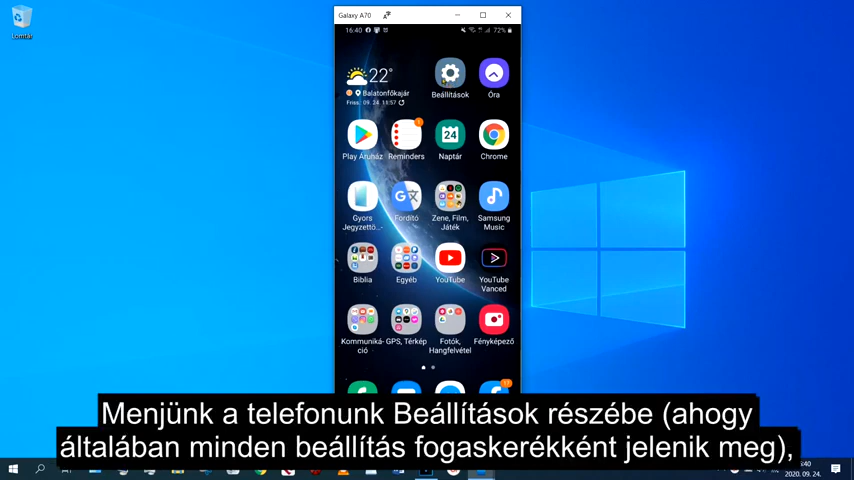 Lomtár
Galaxy A70
16:40
72%
22°
Balatonfőkajár
Friss.: 09. 24. 11:57
Beállítások
Óra
Play Áruház
Reminders
24
Naptár
Chrome
Gyors
Jegyzettö...
Fordító
Zene, Film,
Játék
Samsung
Music
Biblia
Egyéb
YouTube
YouTube
Vanced
Kommuniká-
ció
GPS, Térkép
Fotók,
Hangfelvétel
Fényképező
Menjünk a telefonunk Beállítások részébe (ahogy
általában minden beállítás fogaskerékként jelenik meg),
2020. 09. 24.